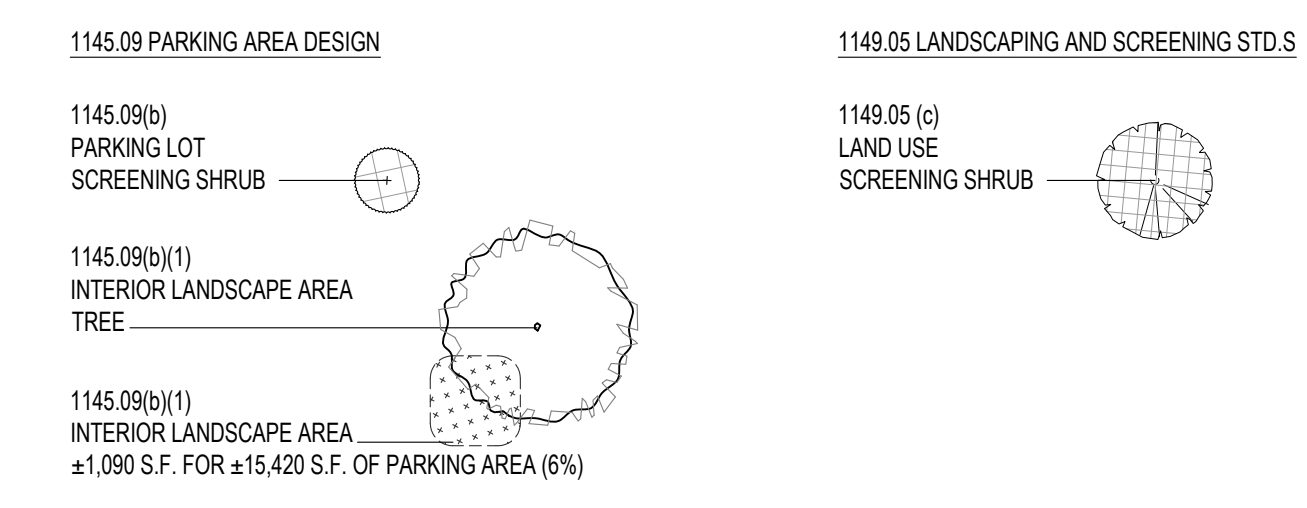 1145.09 PARKING AREA DESIGN
1145.09(b)
PARKING LOT
SCREENING SHRUB
1145.09(b)(1)
INTERIOR LANDSCAPE AREA
TREE
1145.09(b)(1)
INTERIOR LANDSCAPE AREA
±1,090 S.F. FOR ±15,420 S.F. OF PARKING AREA (6%)
1149.05 LANDSCAPING AND SCREENING STD.S
1149.05 (c)
LAND USE
SCREENING SHRUB